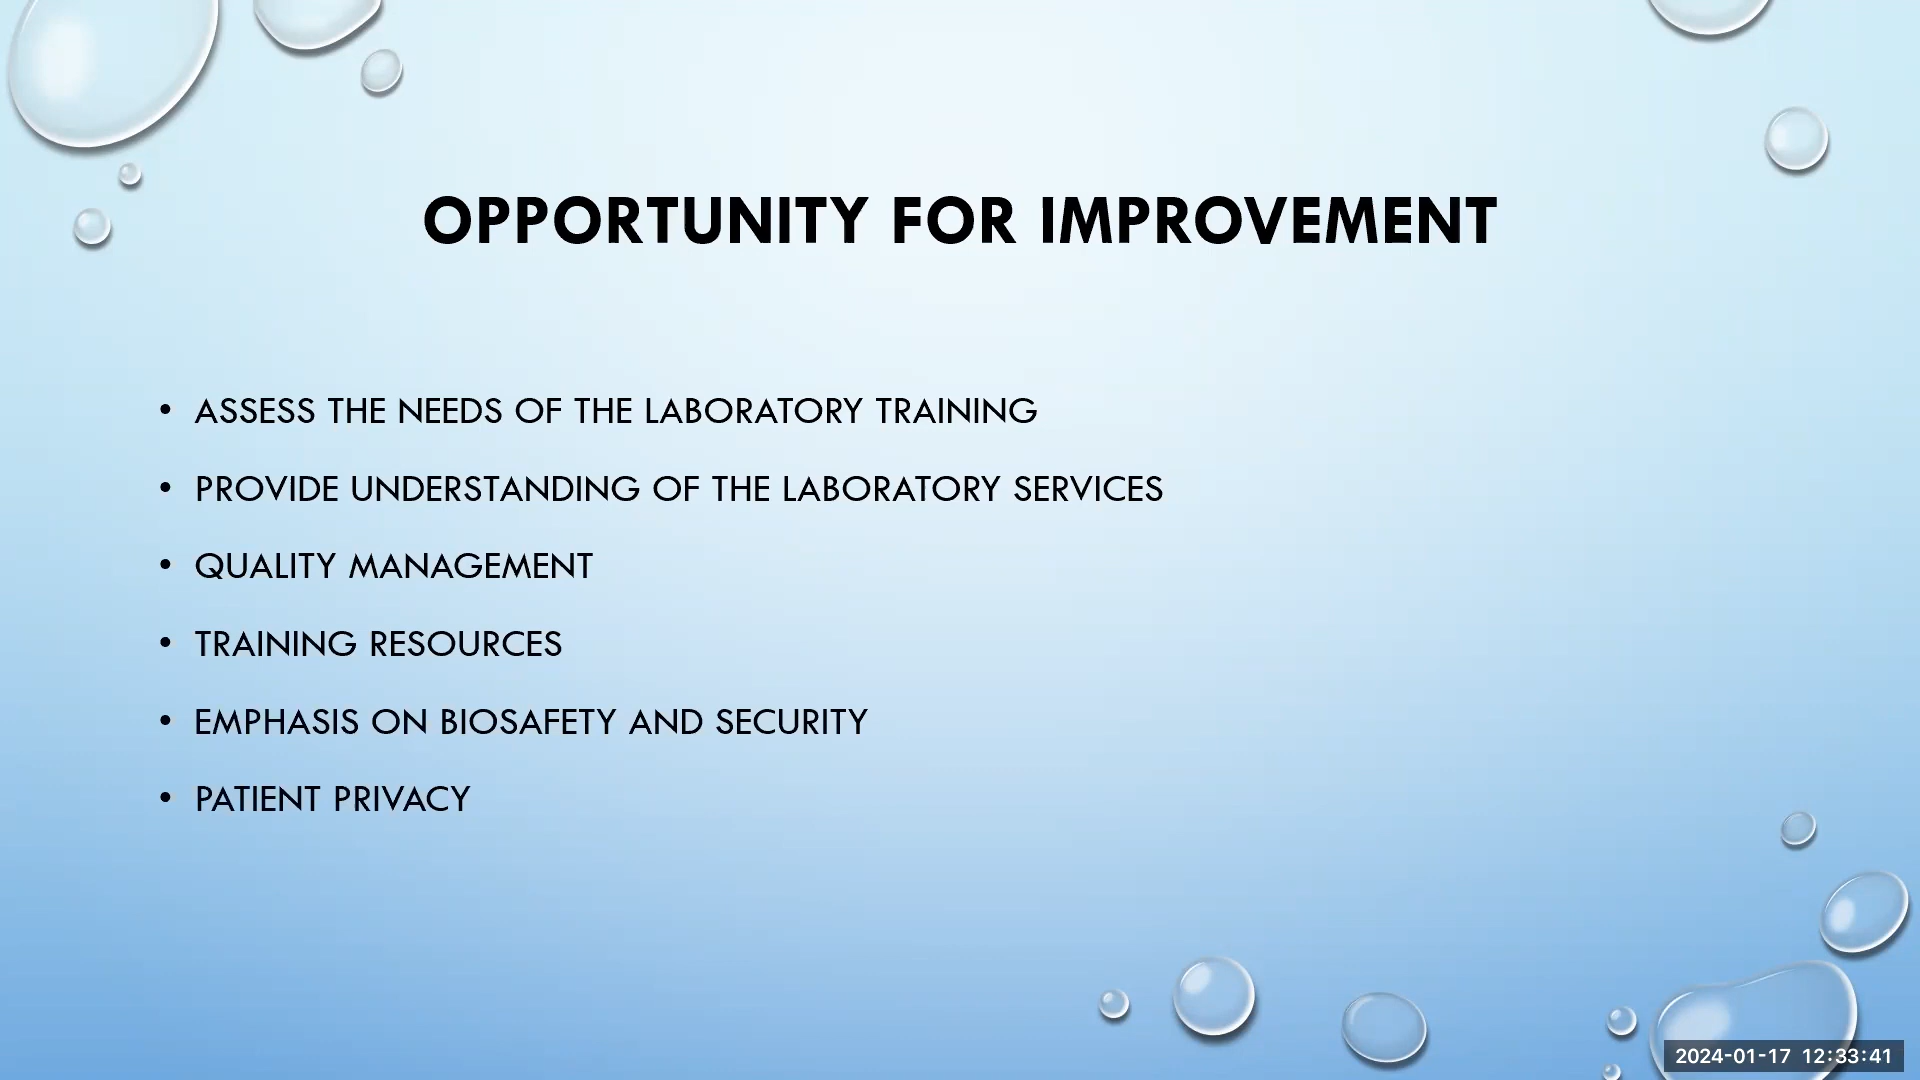 OPPORTUNITY FOR IMPROVEMENT
• ASSESS THE NEEDS OF THE LABORATORY TRAINING
• PROVIDE UNDERSTANDING OF THE LABORATORY SERVICES
• QUALITY MANAGEMENT
• TRAINING RESOURCES
• EMPHASIS ON BIOSAFETY AND SECURITY
• PATIENT PRIVACY
2024-01-17 12:33:41